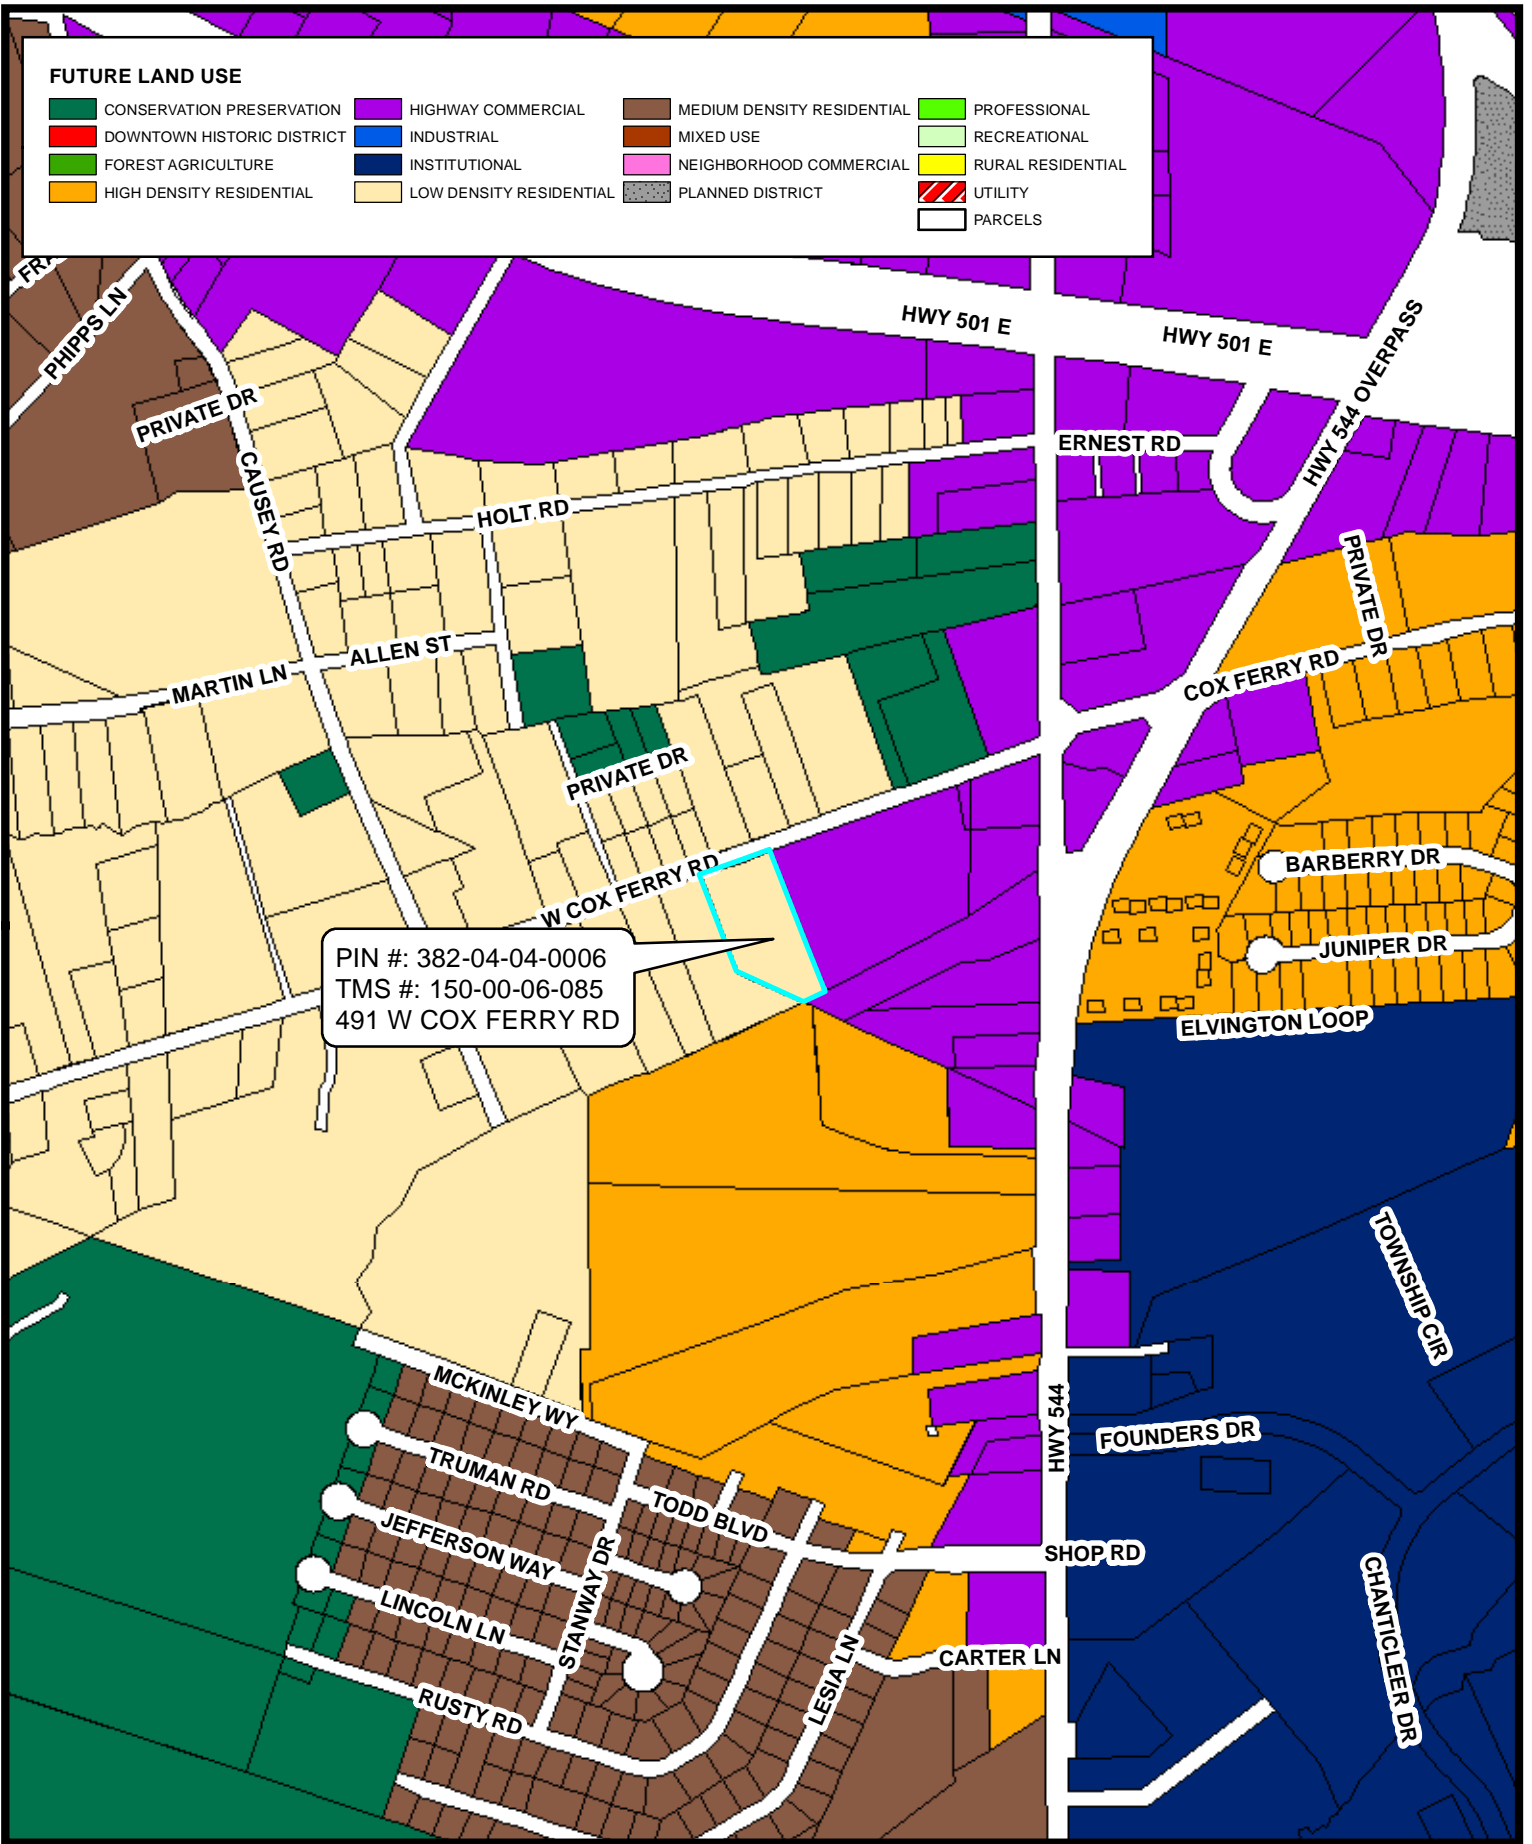 FUTURE LAND USE
CONSERVATION PRESERVATION
DOWNTOWN HISTORIC DISTRICT
FOREST AGRICULTURE
HIGH DENSITY RESIDENTIAL
HIGHWAY COMMERCIAL
INDUSTRIAL
INSTITUTIONAL
LOW DENSITY RESIDENTIAL
MEDIUM DENSITY RESIDENTIAL
MIXED USE
NEIGHBORHOOD COMMERCIAL
PLANNED DISTRICT
PROFESSIONAL
RECREATIONAL
RURAL RESIDENTIAL
UTILITY
PARCELS
PHIPPS LN
PRIVATE DR
CAUSEY RD
HWY 501 E
HWY 501 E
HWY 544 OVERPASS
ERNEST RD
HOLT RD
PRIVATE DR
ALLEN ST
MARTIN LN
COX FERRY RD
PRIVATE DR
W COX FERRY RD
BARBERRY DR
JUNIPER DR
ELVINGTON LOOP
PIN #: 382-04-04-0006
TMS #: 150-00-06-085
491 W COX FERRY RD
TOWNSHIP CIR
MCKINLEY WY
HWY 544
FOUNDERS DR
TRUMAN RD
TODD BLVD
JEFFERSON WAY
STANWAY DR
SHOP RD
LINCOLN LN
CHANTICLEER DR
LESIA LN
CARTER LN
RUSTY RD